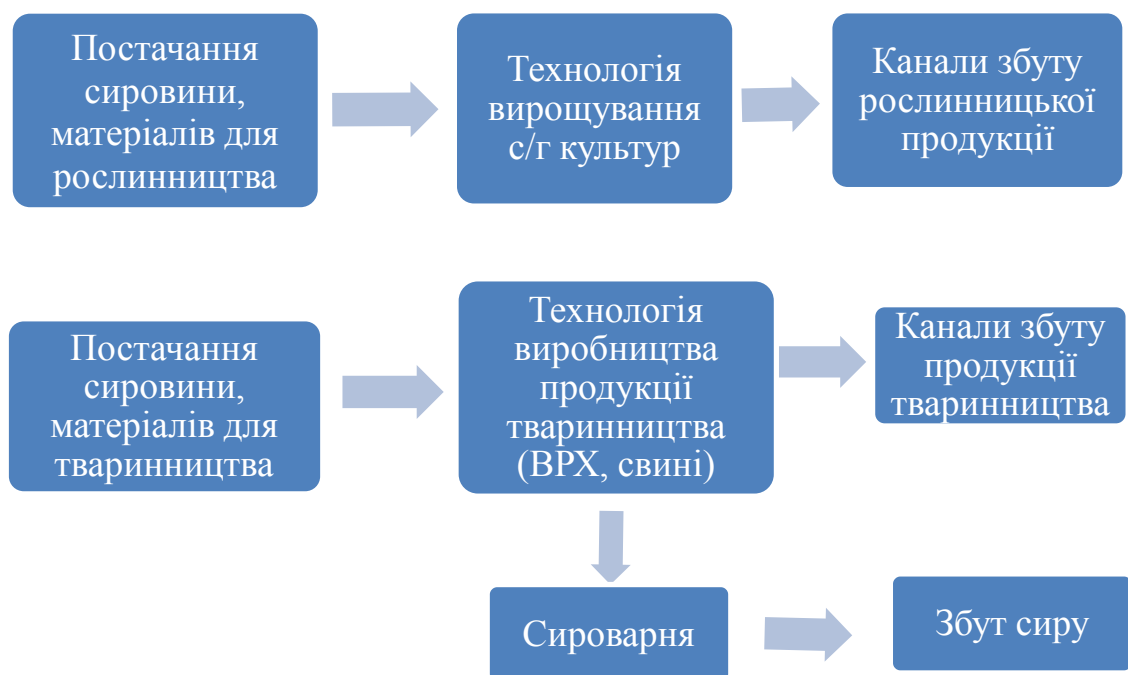 Постачання
сировини,
матеріалів для
рослинництва
Технологія
вирощування
с/г культур
Канали збуту
рослинницької
продукції
Постачання
сировини,
матеріалів для
тваринництва
Технологія
виробництва
продукції
тваринництва
(ВРХ, свині)
Канали збуту
продукції
тваринництва
Сироварня
Збут сиру